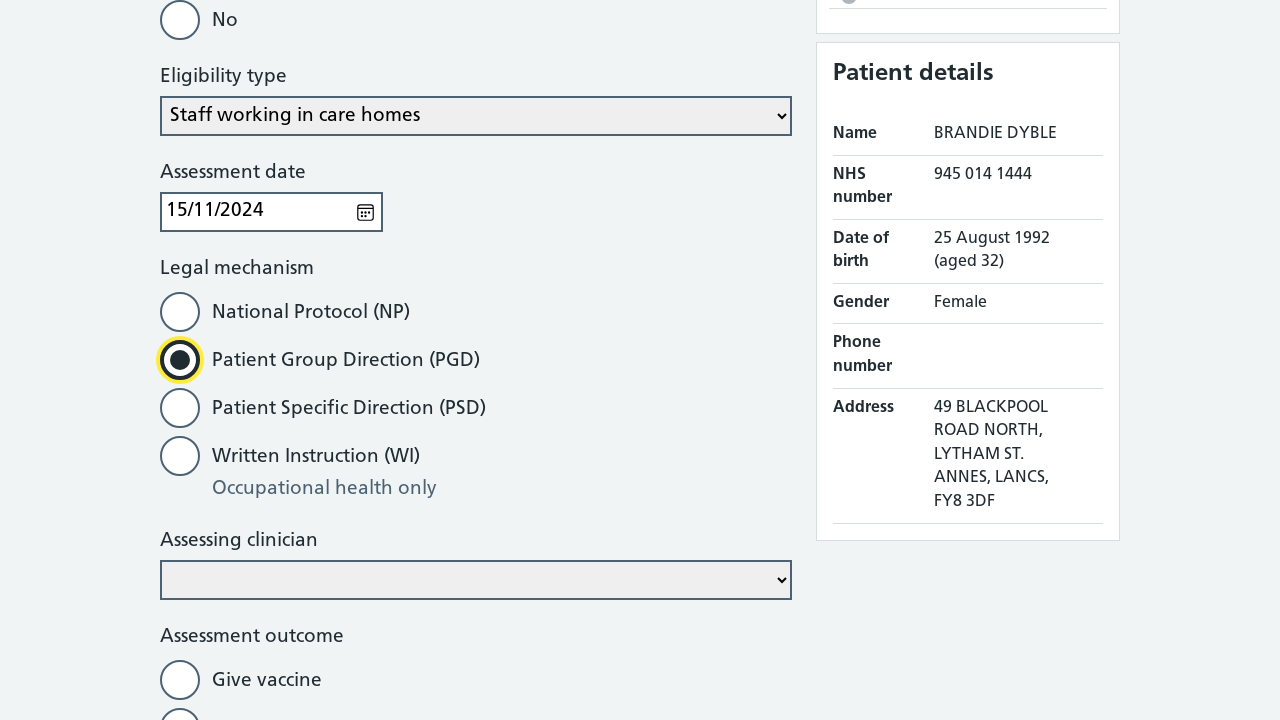 No
Eligibility type
Staff working in care homes
Assessment date
15/11/2024
Legal mechanism
National Protocol (NP)
Patient Group Direction (PGD)
Patient Specific Direction (PSD)
Written Instruction (WI)
Occupational health only
Assessing clinician
Assessment outcome
Give vaccine
Patient details
Name BRANDIE DYBLE
NHS number 945 014 1444
Date of birth 25 August 1992
(aged 32)
Gender Female
Phone number
Address 49 BLACKPOOL
ROAD NORTH,
LYTHAM ST.
ANNES, LANCS,
FY8 3DF